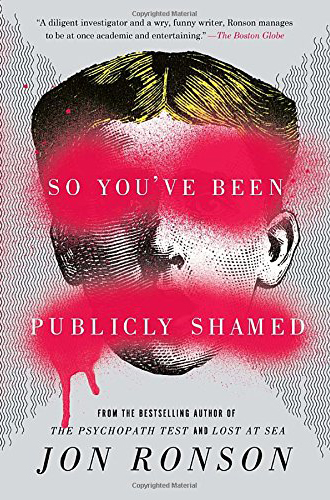 “A diligent investigator and a wry, funny writer, Ronson manages
to be at once academic and entertaining.” —The Boston Globe
SO YOU'VE BEEN
PUBLICLY SHAMED
FROM THE BESTSELLING AUTHOR OF
THE PSYCHOPATH TEST AND LOST AT SEA
JON RONSON